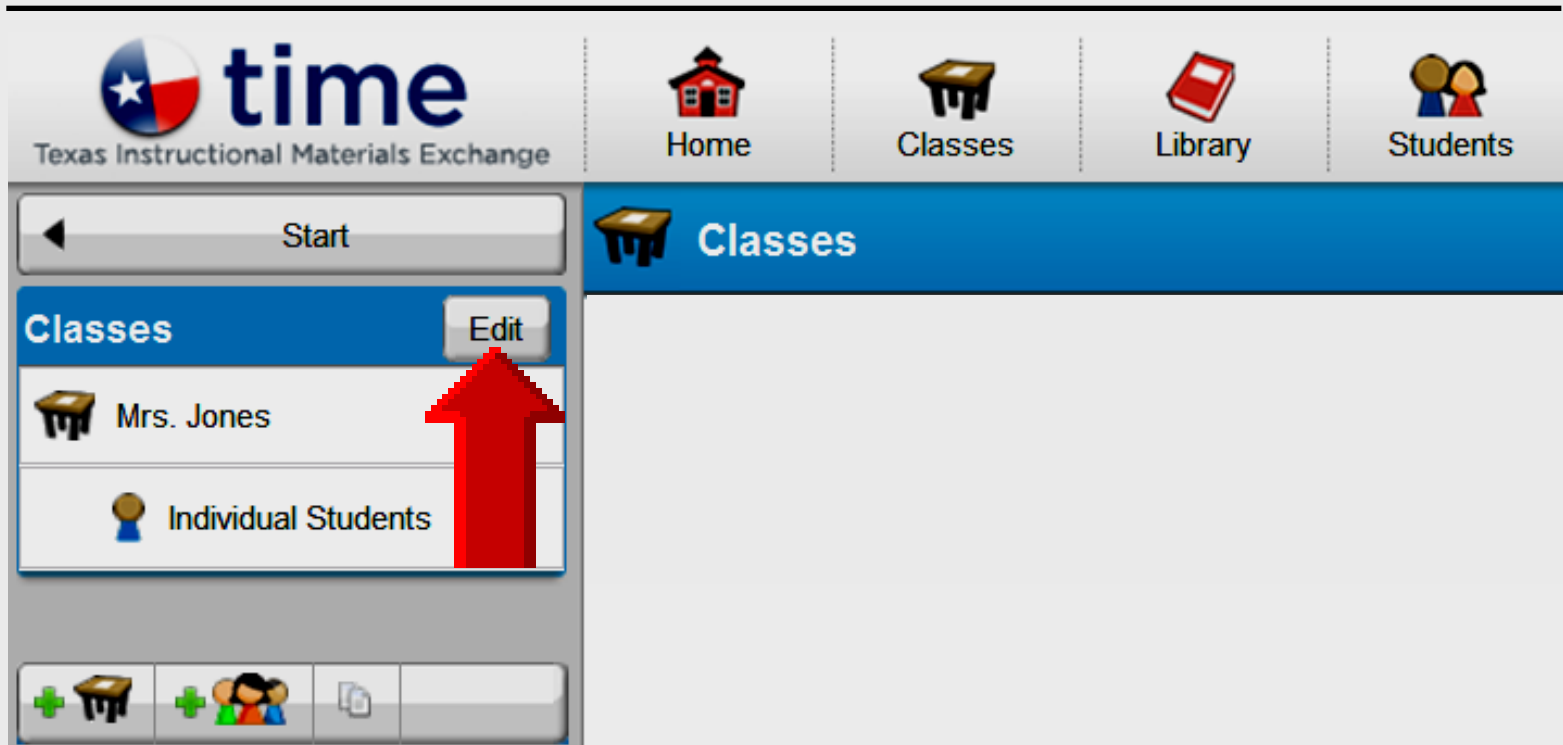 time
Texas Instructional Materials Exchange
Home
Classes
Library
Students
Start
Classes
Classes
Edit
Mrs. Jones
Individual Students